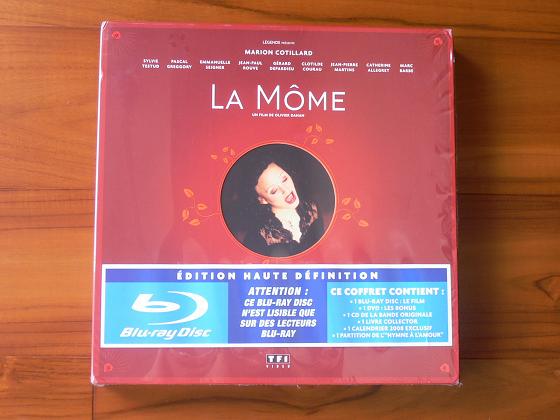 LÉGENDE PRÉSENTE
MARION COTILLARD
SYLVIE TESTUD
PASCAL GREGGORY
EMMANUELLE SEIGNER
JEAN-PAUL ROUVE
GÉRARD DEPARDIEU
CLOTILDE COURAU
JEAN-PIERRE MARTINS
CATHERINE ALLEGRET
MARC BARBÉ
LA MÔME
UN FILM DE OLIVIER DAHAN
ÉDITION HAUTE DÉFINITION
Blu-ray Disc
ATTENTION :
CE BLU-RAY DISC
N'EST LISIBLE QUE
SUR DES LECTEURS
BLU-RAY
CE COFFRET CONTIENT :
• 1 BLU-RAY DISC : LE FILM
• 1 DVD : LES BONUS
• 1 CD DE LA BANDE ORIGINALE
• 1 LIVRE COLLECTOR
• 1 CALENDRIER 2008 EXCLUSIF
• 1 PARTITION DE L'"HYMNE À L'AMOUR"
TF1
VIDEO